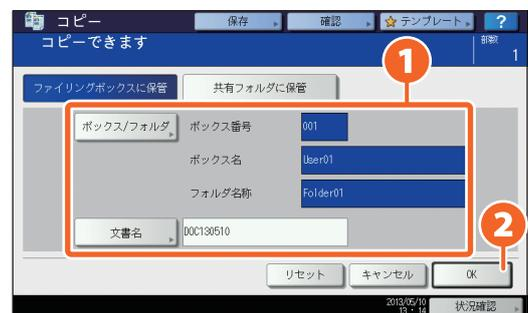 コピー 保存 確認 テンプレート ?
コピーできます 部数 1
1
ファイリングボックスに保管 共有フォルダに保管
ボックス/フォルダ ボックス番号 001
ボックス名 User01
フォルダ名称 Folder01
文書名 DOC130510
2
リセット キャンセル OK
2013/05/10
13 : 14 状況確認